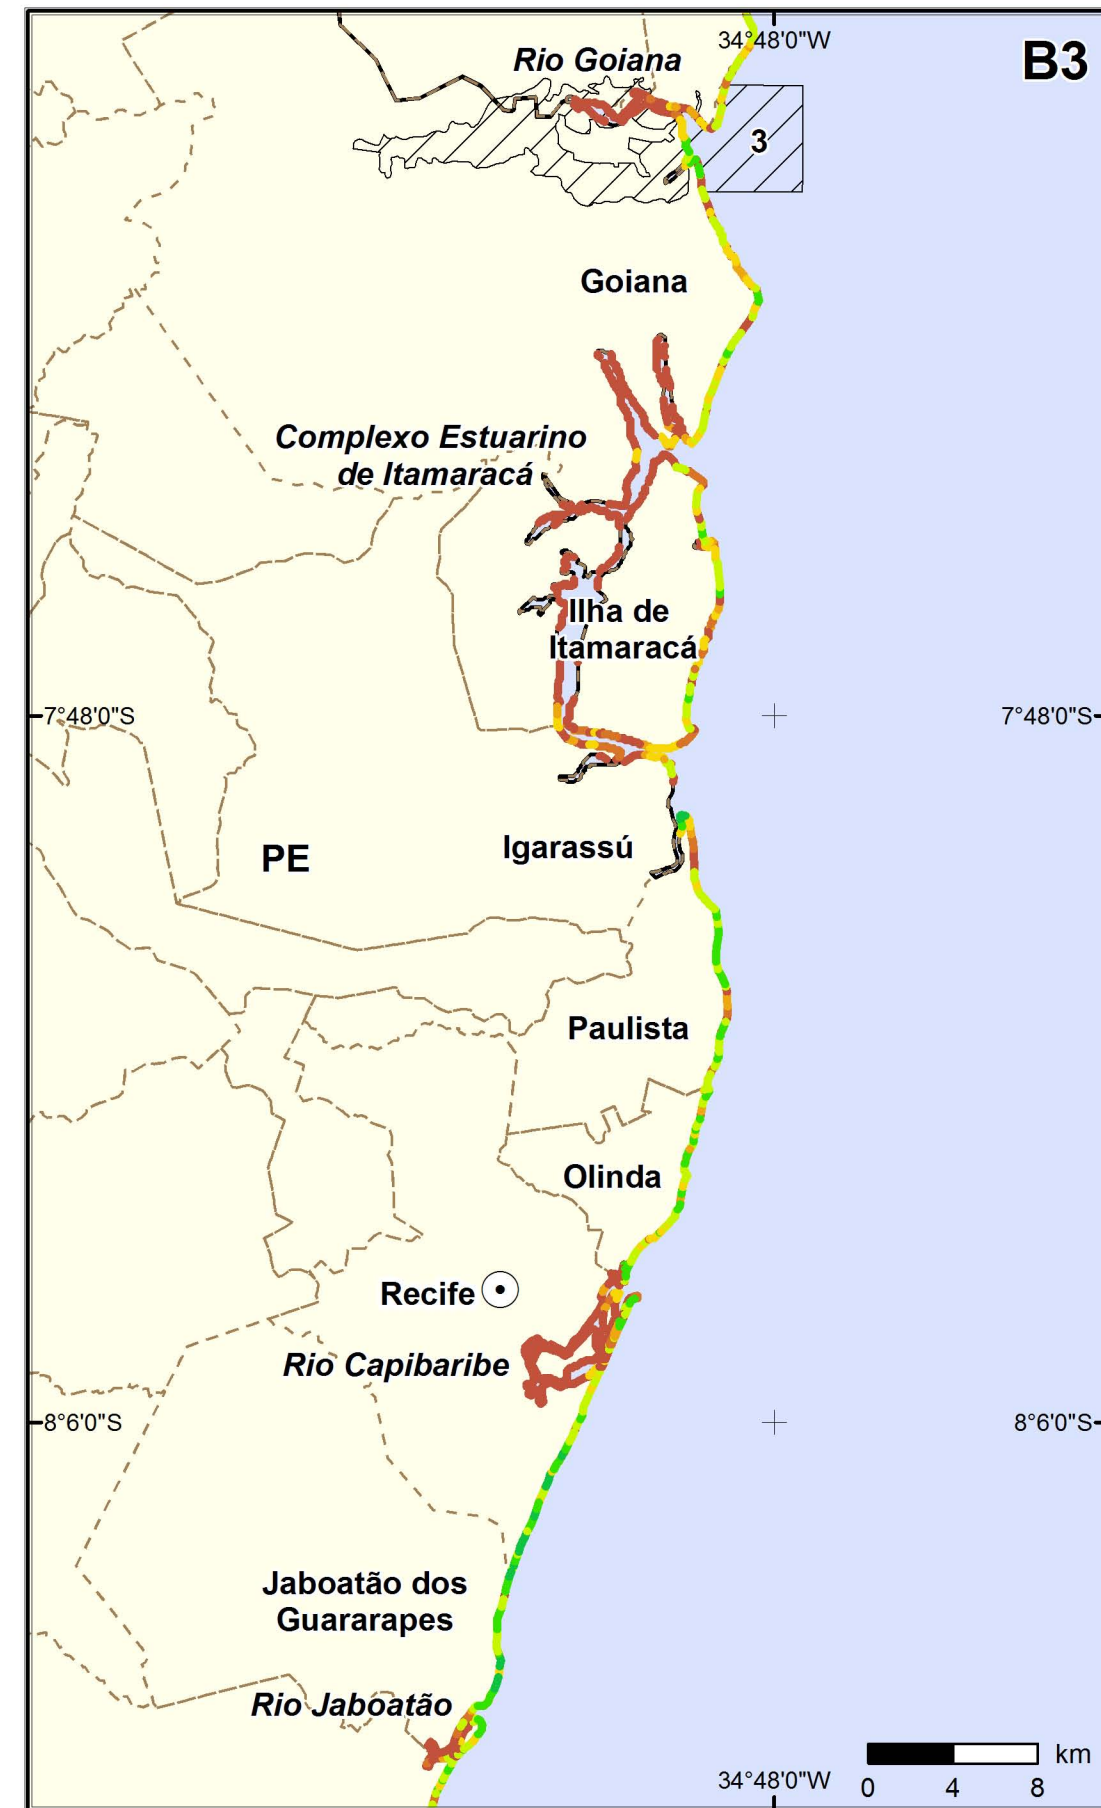 34°48'0"W
B3
Rio Goiana
3
Goiana
Complexo Estuarino
de Itamaracá
Ilha de
Itamaracá
7°48'0"S
7°48'0"S
Igarassú
PE
Paulista
Olinda
Recife
Rio Capibaribe
8°6'0"S
8°6'0"S
Jaboatão dos
Guararapes
Rio Jaboatão
34°48'0"W
km
0 4 8